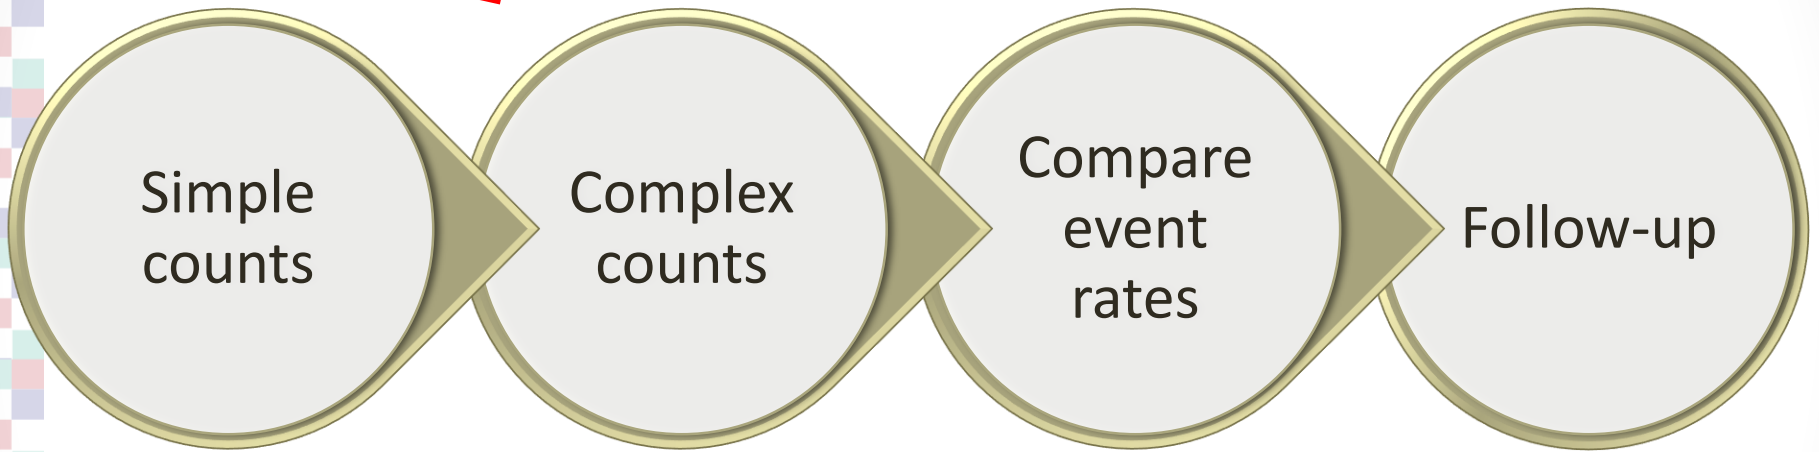 Simple
counts
Complex
counts
Compare
event
rates
Follow-up